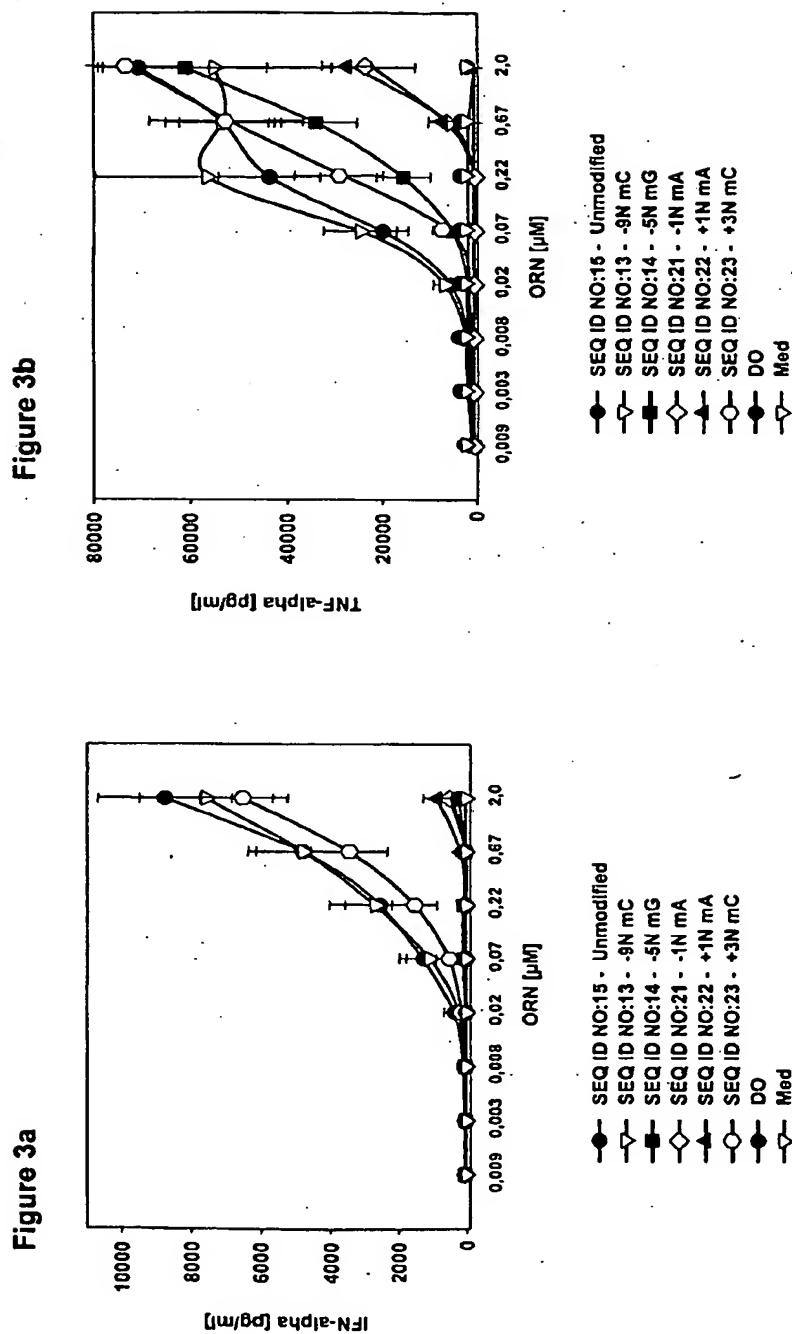 Figure 3a
IFN-alpha [pg/ml]
10000
8000
6000
4000
2000
0
0,009 0,003 0,008 0,02 0,07 0,22 0,67 2,0
ORN [µM]
SEQ ID NO:15 - Unmodified
SEQ ID NO:13 - -9N mC
SEQ ID NO:14 - -5N mG
SEQ ID NO:21 - -1N mA
SEQ ID NO:22 - +1N mA
SEQ ID NO:23 - +3N mC
DO
Med
Figure 3b
TNF-alpha [pg/ml]
80000
60000
40000
20000
0
0,009 0,003 0,008 0,02 0,07 0,22 0,67 2,0
ORN [µM]
SEQ ID NO:15 - Unmodified
SEQ ID NO:13 - -9N mC
SEQ ID NO:14 - -5N mG
SEQ ID NO:21 - -1N mA
SEQ ID NO:22 - +1N mA
SEQ ID NO:23 - +3N mC
DO
Med